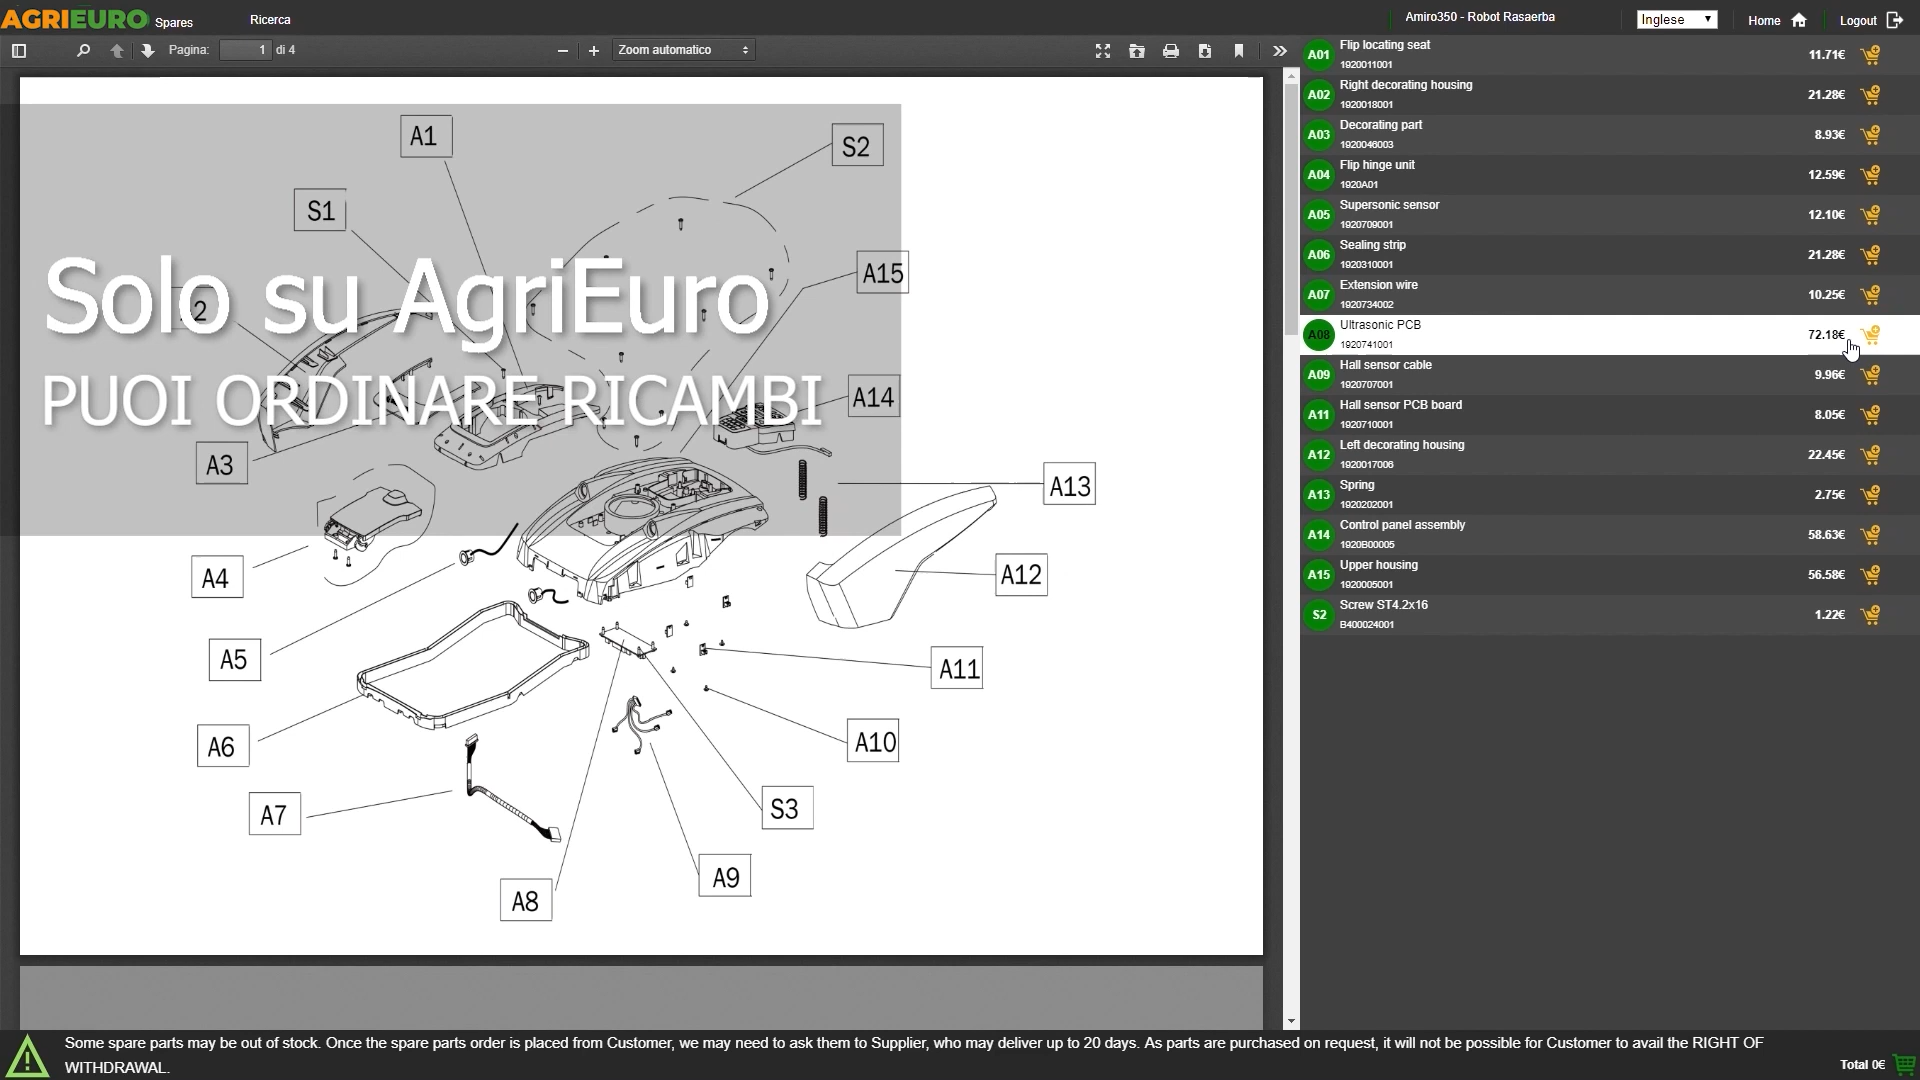 AGRIEURO Spares Ricerca Amiro350 - Robot Rasaerba Inglese Home Logout
Pagina: 1 di 4 Zoom automatico
A1
S1
S2
A15
2
Solo su AgriEuro
PUOI ORDINARE RICAMBI
A14
A3
A13
A4
A12
A5
A11
A6
A10
A7
S3
A9
A8
A01 Flip locating seat 11.71€
1920011001
A02 Right decorating housing 21.28€
1920018001
A03 Decorating part 8.93€
1920046003
A04 Flip hinge unit 12.59€
1920A01
A05 Supersonic sensor 12.10€
1920709001
A06 Sealing strip 21.28€
1920310001
A07 Extension wire 10.25€
1920734002
A08 Ultrasonic PCB 72.18€
1920741001
A09 Hall sensor cable 9.96€
1920707001
A11 Hall sensor PCB board 8.05€
1920710001
A12 Left decorating housing 22.45€
1920017006
A13 Spring 2.75€
1920202001
A14 Control panel assembly 58.63€
1920B00005
A15 Upper housing 56.58€
1920005001
S2 Screw ST4.2x16 1.22€
B400024001
Some spare parts may be out of stock. Once the spare parts order is placed from Customer, we may need to ask them to Supplier, who may deliver up to 20 days. As parts are purchased on request, it will not be possible for Customer to avail the RIGHT OF
WITHDRAWAL.
Total 0€